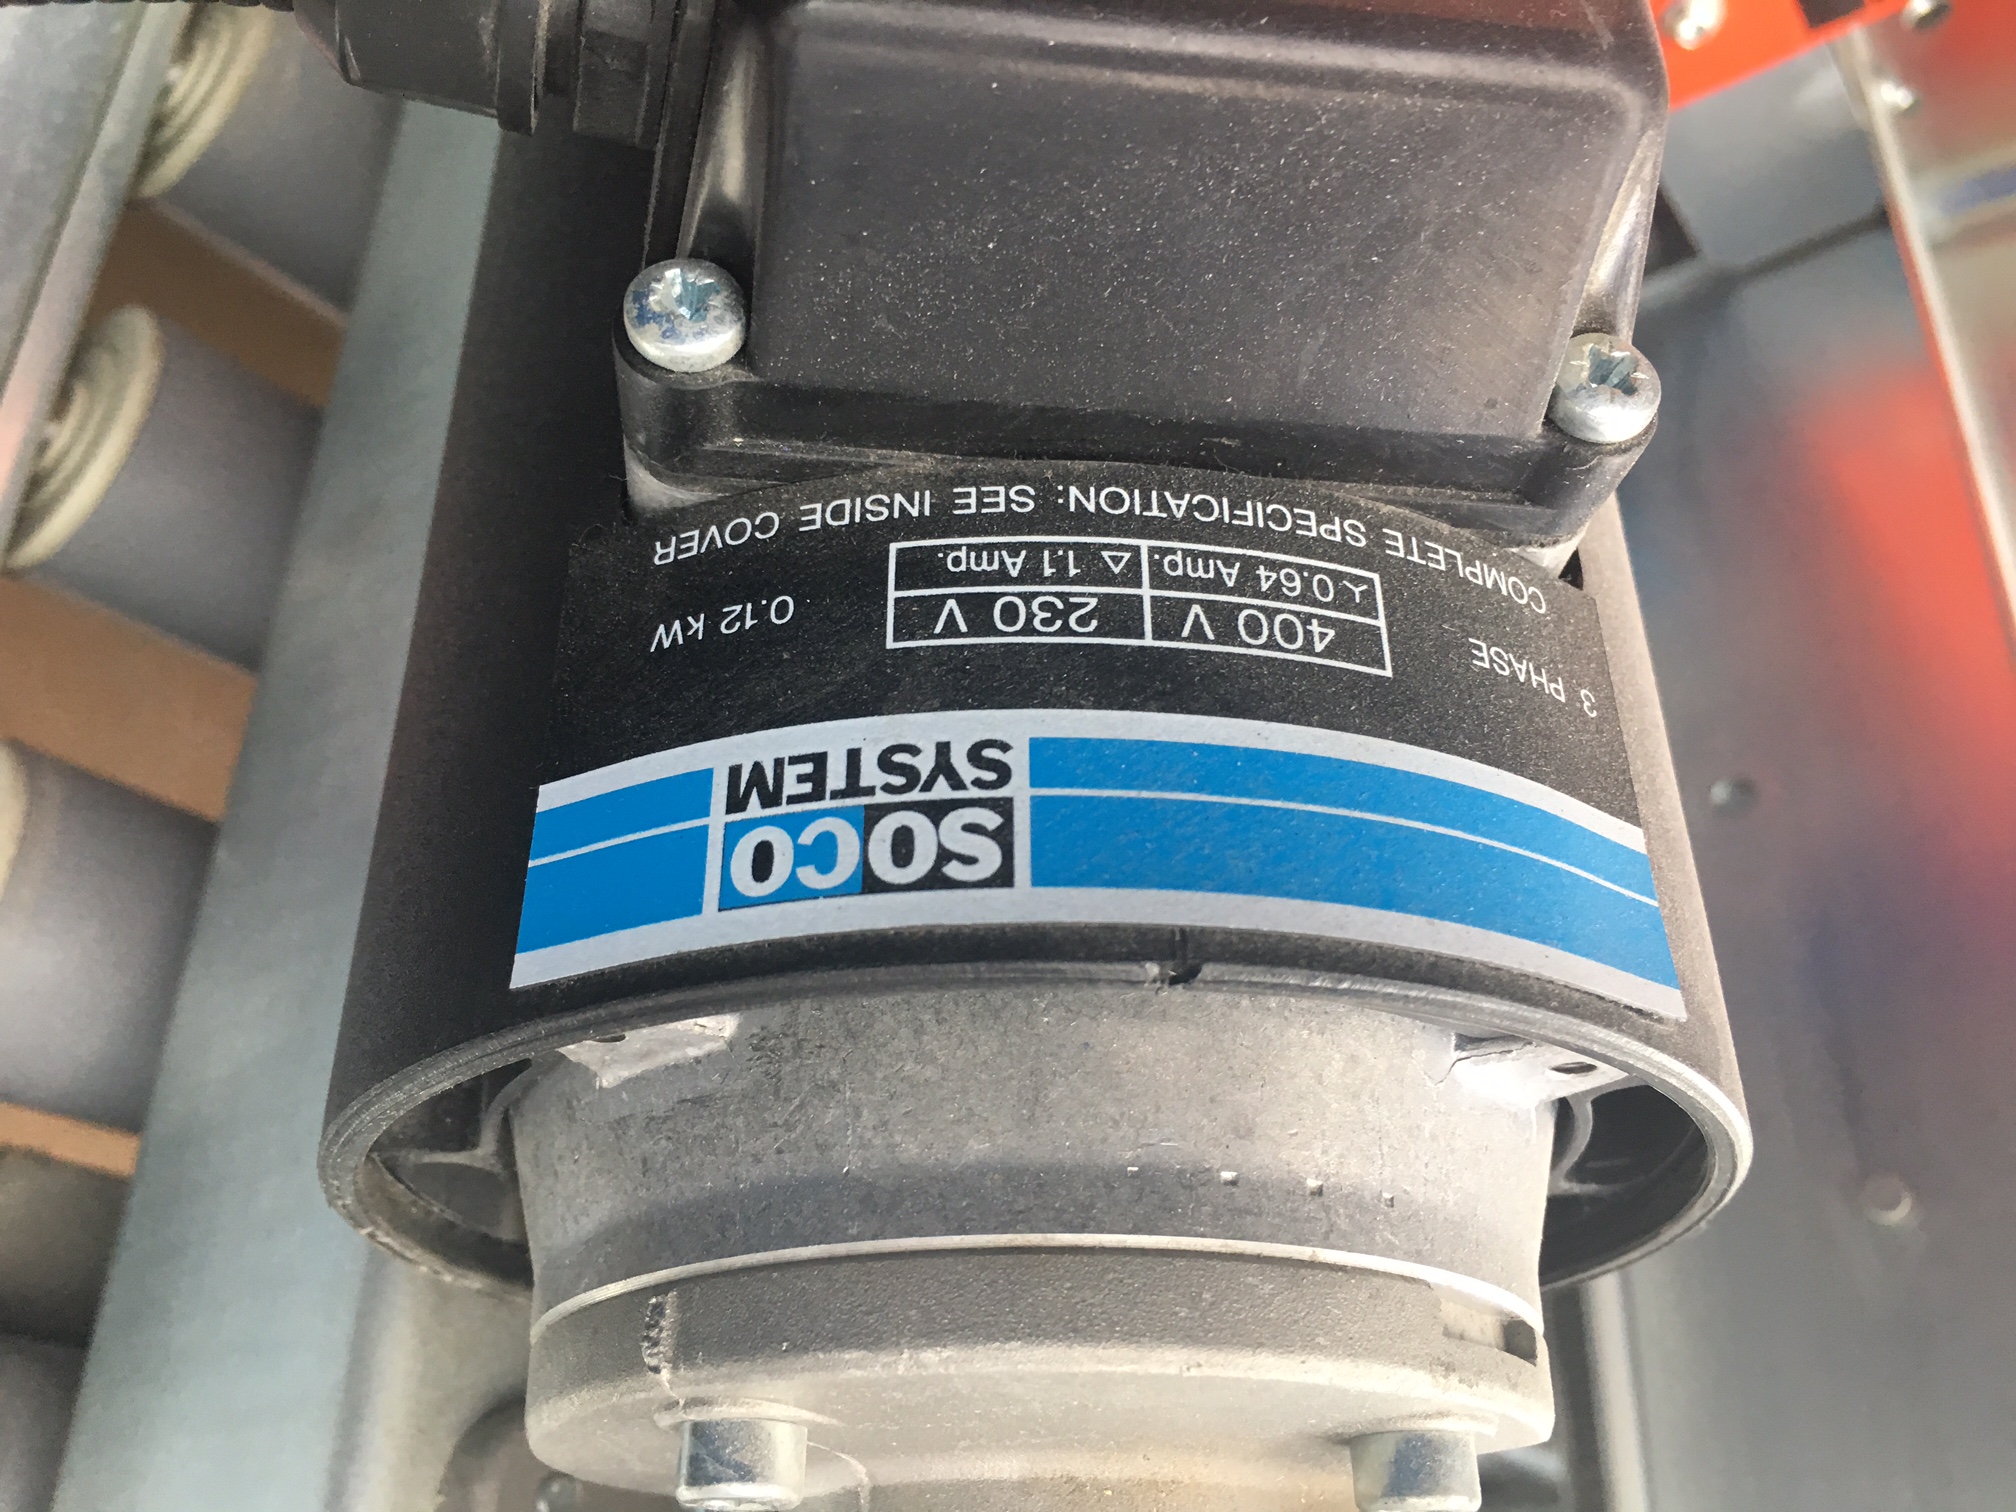 SOCO
SYSTEM
3 PHASE
400 V 230 V
⅄ 0.64 Amp. △ 1.1 Amp.
0.12 kW
COMPLETE SPECIFICATION: SEE INSIDE COVER